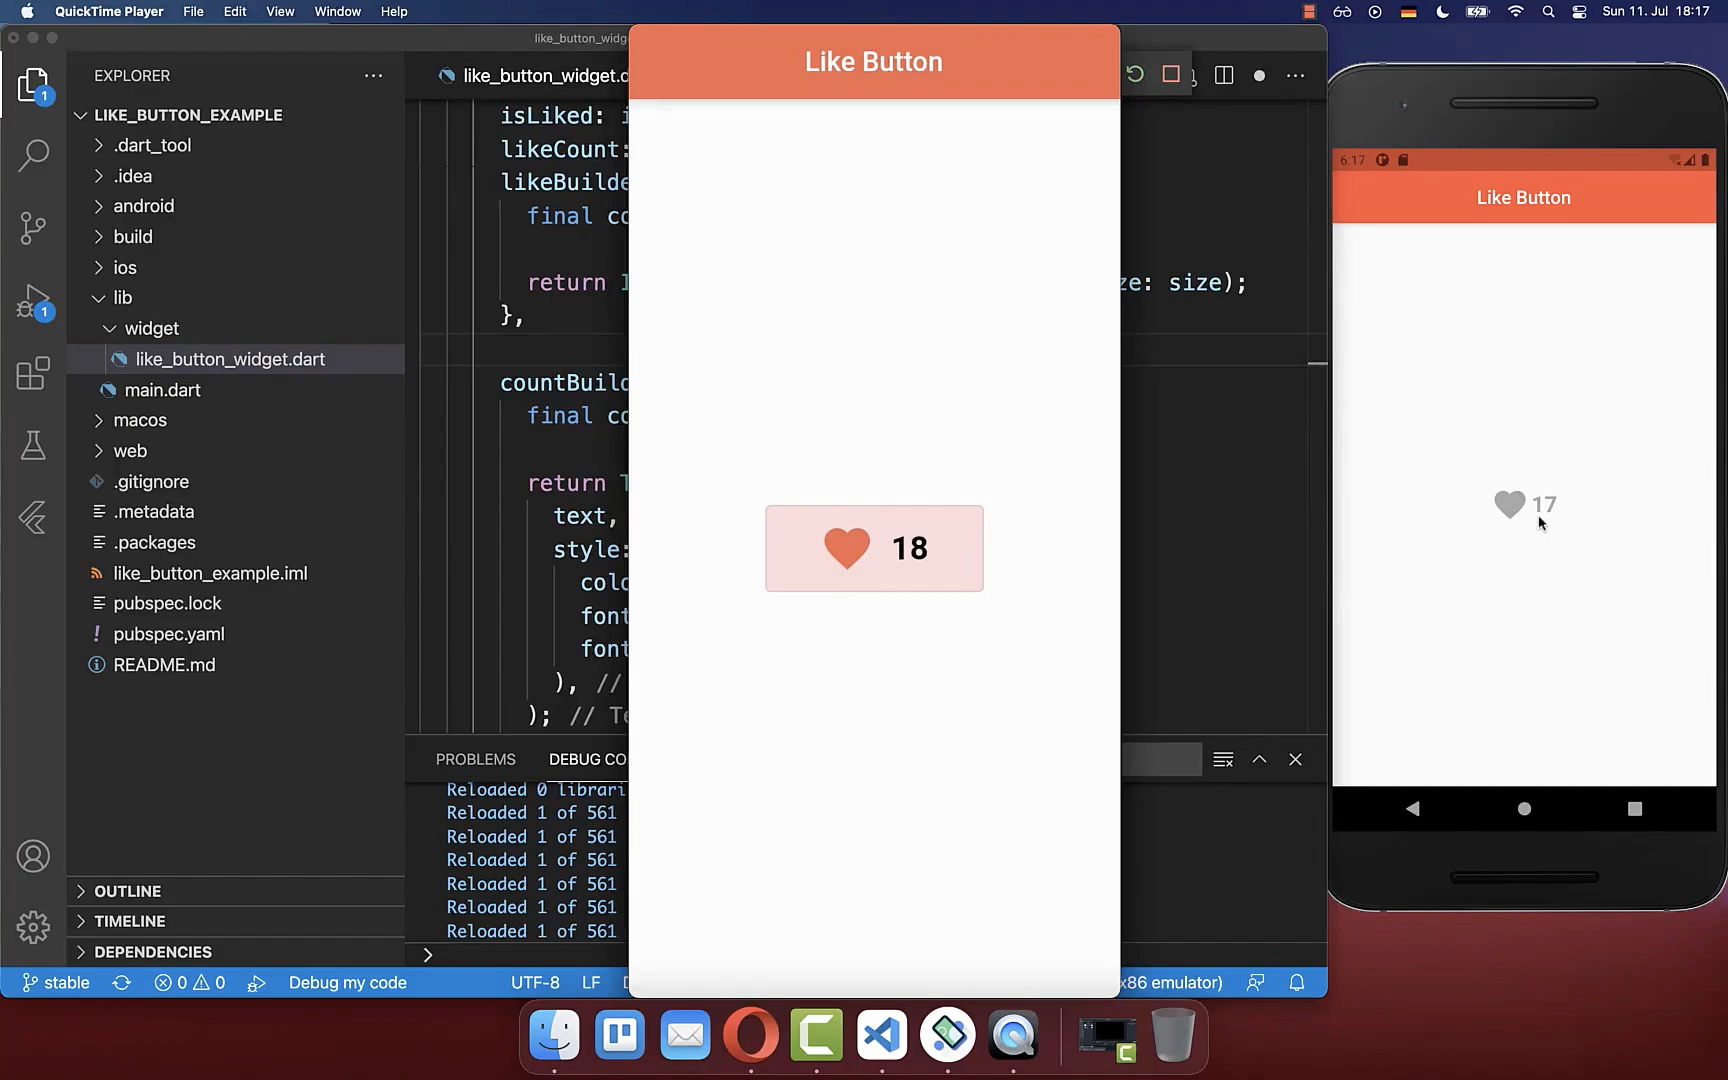 QuickTime Player File Edit View Window Help
Sun 11. Jul 18:17
like_button_widg
EXPLORER
LIKE_BUTTON_EXAMPLE
.dart_tool
.idea
android
build
ios
lib
widget
like_button_widget.dart
main.dart
macos
web
.gitignore
.metadata
.packages
like_button_example.iml
pubspec.lock
pubspec.yaml
README.md
OUTLINE
TIMELINE
DEPENDENCIES
1
1
like_button_widget.d
isLiked: i
likeCount:
likeBuilde
final co
return I
ze: size);
},
countBuild
final co
return T
text,
style:
colo
font
font
), //
); // Te
PROBLEMS DEBUG CO
Reloaded 0 librari
Reloaded 1 of 561
Reloaded 1 of 561
Reloaded 1 of 561
Reloaded 1 of 561
Reloaded 1 of 561
Reloaded 1 of 561
stable 0 0 Debug my code UTF-8 LF
x86 emulator)
Like Button
18
6:17
Like Button
17